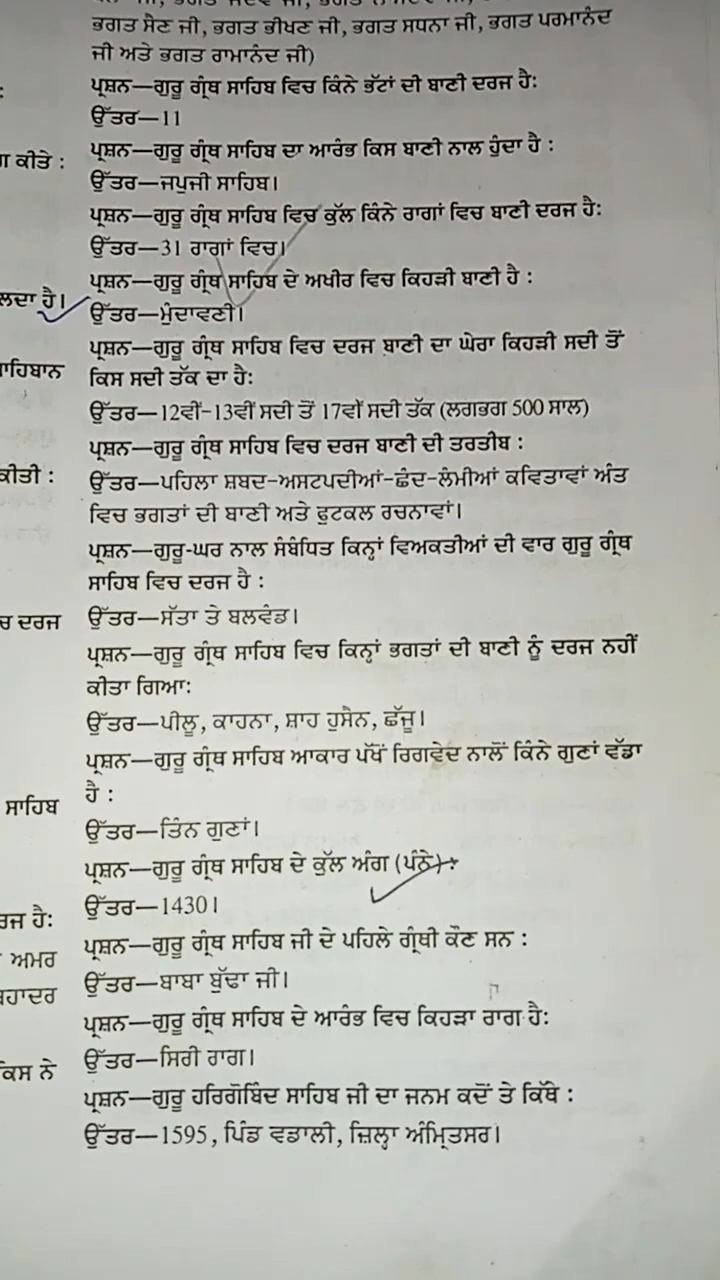 ਭਗਤ ਸੈਣ ਜੀ, ਭਗਤ ਭੀਖਣ ਜੀ, ਭਗਤ ਸਧਨਾ ਜੀ, ਭਗਤ ਪਰਮਾਨੰਦ
ਜੀ ਅਤੇ ਭਗਤ ਰਾਮਾਨੰਦ ਜੀ)
ਪ੍ਰਸ਼ਨ—ਗੁਰੂ ਗ੍ਰੰਥ ਸਾਹਿਬ ਵਿਚ ਕਿੰਨੇ ਭੱਟਾਂ ਦੀ ਬਾਣੀ ਦਰਜ ਹੈ:
ਉੱਤਰ—11
ਕੀਤੇ :
ਪ੍ਰਸ਼ਨ—ਗੁਰੂ ਗ੍ਰੰਥ ਸਾਹਿਬ ਦਾ ਆਰੰਭ ਕਿਸ ਬਾਣੀ ਨਾਲ ਹੁੰਦਾ ਹੈ :
ਉੱਤਰ—ਜਪੁਜੀ ਸਾਹਿਬ।
ਪ੍ਰਸ਼ਨ—ਗੁਰੂ ਗ੍ਰੰਥ ਸਾਹਿਬ ਵਿਚ ਕੁੱਲ ਕਿੰਨੇ ਰਾਗਾਂ ਵਿਚ ਬਾਣੀ ਦਰਜ ਹੈ:
ਉੱਤਰ—31 ਰਾਗਾਂ ਵਿਚ।
ਪ੍ਰਸ਼ਨ—ਗੁਰੂ ਗ੍ਰੰਥ ਸਾਹਿਬ ਦੇ ਅਖੀਰ ਵਿਚ ਕਿਹੜੀ ਬਾਣੀ ਹੈ :
ਹੈ।
ਉੱਤਰ—ਮੁੰਦਾਵਣੀ।
ਪ੍ਰਸ਼ਨ—ਗੁਰੂ ਗ੍ਰੰਥ ਸਾਹਿਬ ਵਿਚ ਦਰਜ ਬਾਣੀ ਦਾ ਘੇਰਾ ਕਿਹੜੀ ਸਦੀ ਤੋਂ
ਕਿਸ ਸਦੀ ਤੱਕ ਦਾ ਹੈ:
ਉੱਤਰ—12ਵੀਂ-13ਵੀਂ ਸਦੀ ਤੋਂ 17ਵੀਂ ਸਦੀ ਤੱਕ (ਲਗਭਗ 500 ਸਾਲ)
ਪ੍ਰਸ਼ਨ—ਗੁਰੂ ਗ੍ਰੰਥ ਸਾਹਿਬ ਵਿਚ ਦਰਜ ਬਾਣੀ ਦੀ ਤਰਤੀਬ :
ਕੀਤੀ :
ਉੱਤਰ—ਪਹਿਲਾ ਸ਼ਬਦ-ਅਸਟਪਦੀਆਂ-ਛੰਦ-ਲੰਮੀਆਂ ਕਵਿਤਾਵਾਂ ਅੰਤ
ਵਿਚ ਭਗਤਾਂ ਦੀ ਬਾਣੀ ਅਤੇ ਫੁਟਕਲ ਰਚਨਾਵਾਂ।
ਪ੍ਰਸ਼ਨ—ਗੁਰੂ-ਘਰ ਨਾਲ ਸੰਬੰਧਿਤ ਕਿਨ੍ਹਾਂ ਵਿਅਕਤੀਆਂ ਦੀ ਵਾਰ ਗੁਰੂ ਗ੍ਰੰਥ
ਸਾਹਿਬ ਵਿਚ ਦਰਜ ਹੈ :
ਦਰਜ
ਉੱਤਰ—ਸੱਤਾ ਤੇ ਬਲਵੰਡ।
ਪ੍ਰਸ਼ਨ—ਗੁਰੂ ਗ੍ਰੰਥ ਸਾਹਿਬ ਵਿਚ ਕਿਨ੍ਹਾਂ ਭਗਤਾਂ ਦੀ ਬਾਣੀ ਨੂੰ ਦਰਜ ਨਹੀਂ
ਕੀਤਾ ਗਿਆ:
ਉੱਤਰ—ਪੀਲੂ, ਕਾਹਨਾ, ਸ਼ਾਹ ਹੁਸੈਨ, ਛੱਜੂ।
ਪ੍ਰਸ਼ਨ—ਗੁਰੂ ਗ੍ਰੰਥ ਸਾਹਿਬ ਆਕਾਰ ਪੱਖੋਂ ਰਿਗਵੇਦ ਨਾਲੋਂ ਕਿੰਨੇ ਗੁਣਾਂ ਵੱਡਾ
ਹੈ :
ਸਾਹਿਬ
ਉੱਤਰ—ਤਿੰਨ ਗੁਣਾਂ।
ਪ੍ਰਸ਼ਨ—ਗੁਰੂ ਗ੍ਰੰਥ ਸਾਹਿਬ ਦੇ ਕੁੱਲ ਅੰਗ (ਪੰਨੇ) :
ਹੈ:
ਉੱਤਰ—1430।
ਪ੍ਰਸ਼ਨ—ਗੁਰੂ ਗ੍ਰੰਥ ਸਾਹਿਬ ਜੀ ਦੇ ਪਹਿਲੇ ਗ੍ਰੰਥੀ ਕੌਣ ਸਨ :
ਅਮਰ
ਉੱਤਰ—ਬਾਬਾ ਬੁੱਢਾ ਜੀ।
ਪ੍ਰਸ਼ਨ—ਗੁਰੂ ਗ੍ਰੰਥ ਸਾਹਿਬ ਦੇ ਆਰੰਭ ਵਿਚ ਕਿਹੜਾ ਰਾਗ ਹੈ:
ਨੇ
ਉੱਤਰ—ਸਿਰੀ ਰਾਗ।
ਪ੍ਰਸ਼ਨ—ਗੁਰੂ ਹਰਿਗੋਬਿੰਦ ਸਾਹਿਬ ਜੀ ਦਾ ਜਨਮ ਕਦੋਂ ਤੇ ਕਿੱਥੇ :
ਉੱਤਰ—1595, ਪਿੰਡ ਵਡਾਲੀ, ਜ਼ਿਲ੍ਹਾ ਅੰਮ੍ਰਿਤਸਰ।